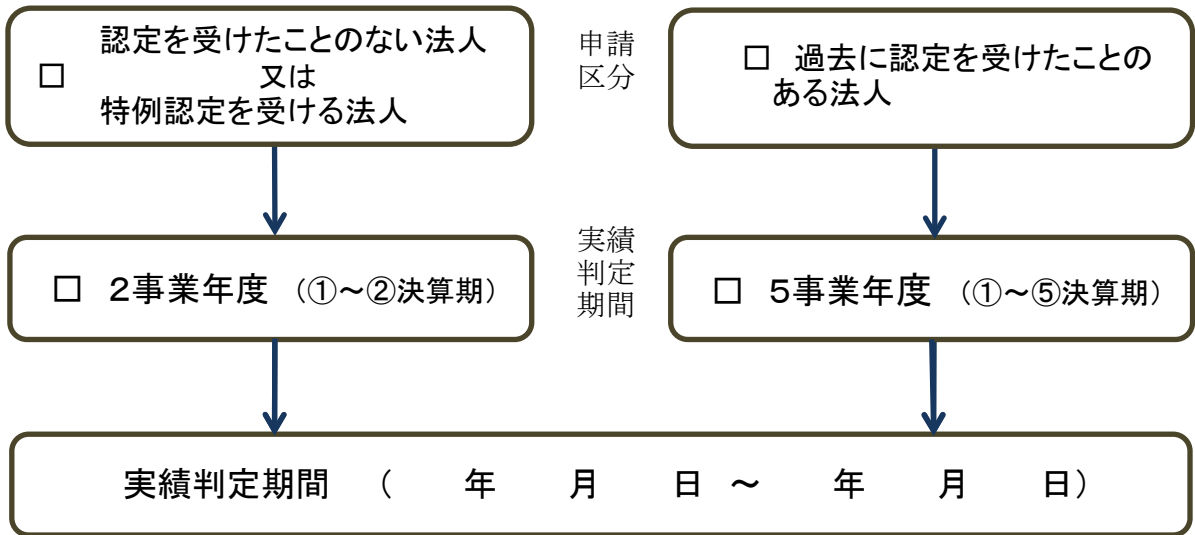 認定を受けたことのない法人
□ 又は
特例認定を受ける法人
申請
区分
□ 過去に認定を受けたことの
ある法人
□ 2事業年度 (①～②決算期)
実績
判定
期間
□ 5事業年度 (①～⑤決算期)
実績判定期間 ( 年 月 日 ～ 年 月 日)